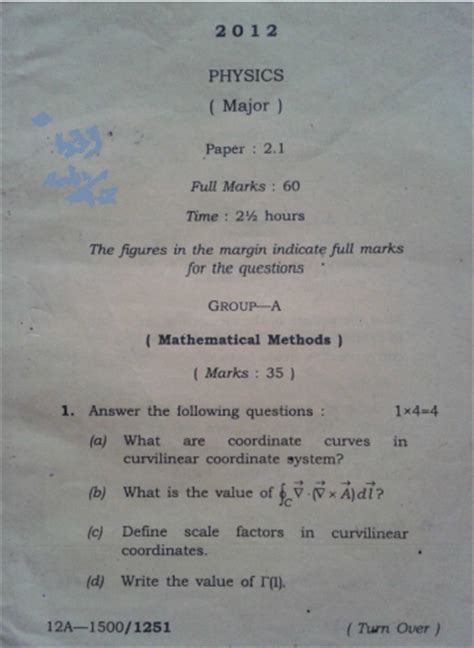 2012
PHYSICS
( Major )
Paper : 2.1
Full Marks : 60
Time : 2½ hours
The figures in the margin indicate full marks
for the questions
GROUP—A
( Mathematical Methods )
( Marks : 35 )
1. Answer the following questions : 1×4=4
(a) What are coordinate curves in
curvilinear coordinate system?
(b) What is the value of ∮_C ∇⃗ · (∇⃗ × A⃗) dl⃗ ?
(c) Define scale factors in curvilinear
coordinates.
(d) Write the value of Γ(1).
12A—1500/1251 ( Turn Over )